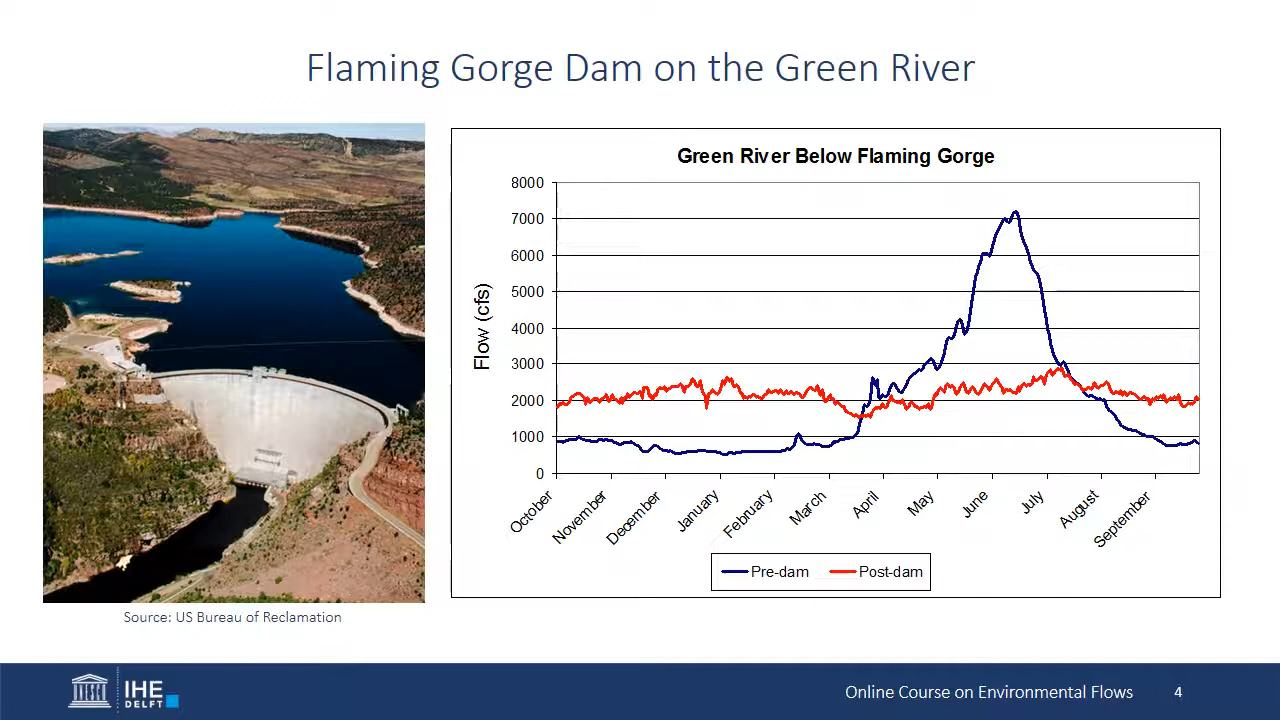 Flaming Gorge Dam on the Green River
Green River Below Flaming Gorge
Flow (cfs)
8000
7000
6000
5000
4000
3000
2000
1000
0
October
November
December
January
February
March
April
May
June
July
August
September
Pre-dam
Post-dam
Source: US Bureau of Reclamation
UNESCO
IHE
DELFT
Online Course on Environmental Flows
4